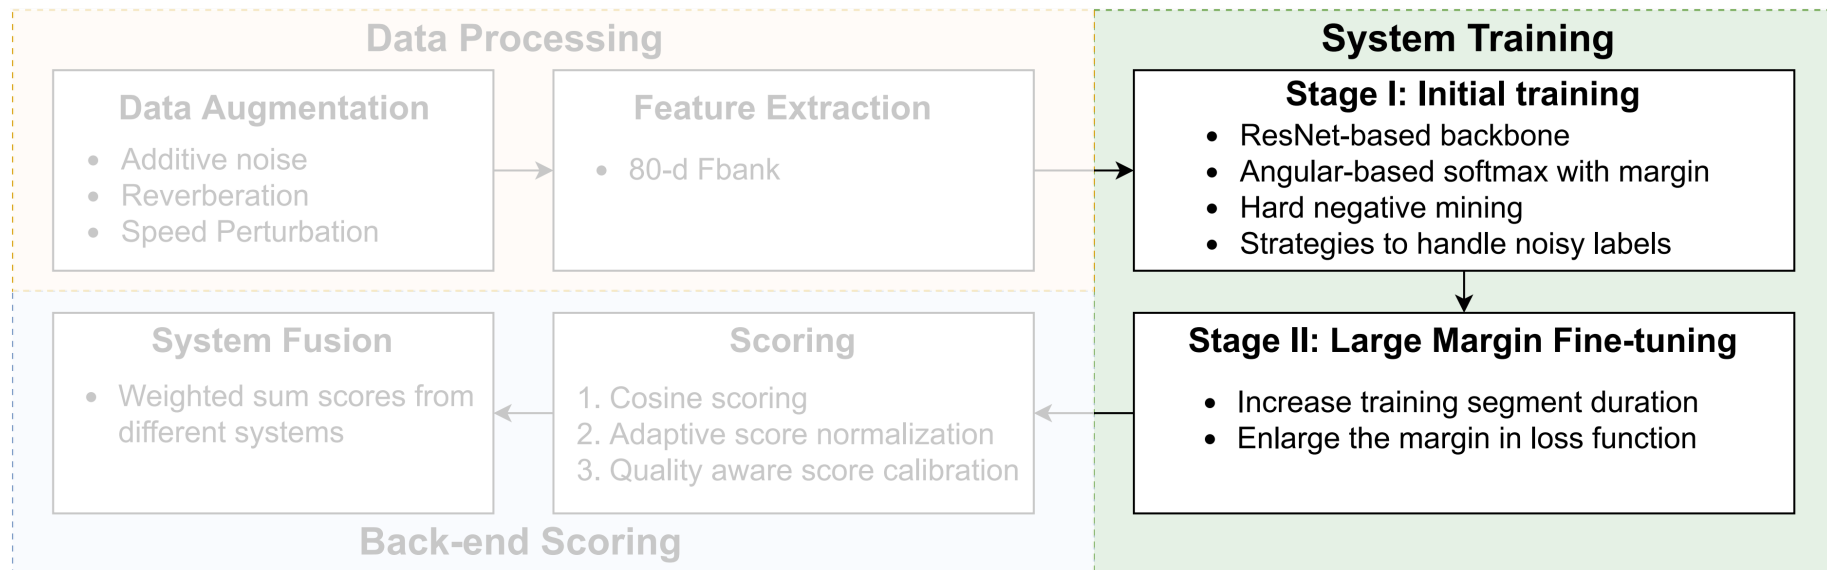 Data Processing
Data Augmentation
• Additive noise
• Reverberation
• Speed Perturbation
Feature Extraction
• 80-d Fbank
System Training
Stage I: Initial training
• ResNet-based backbone
• Angular-based softmax with margin
• Hard negative mining
• Strategies to handle noisy labels
Stage II: Large Margin Fine-tuning
• Increase training segment duration
• Enlarge the margin in loss function
Scoring
1. Cosine scoring
2. Adaptive score normalization
3. Quality aware score calibration
System Fusion
• Weighted sum scores from
different systems
Back-end Scoring